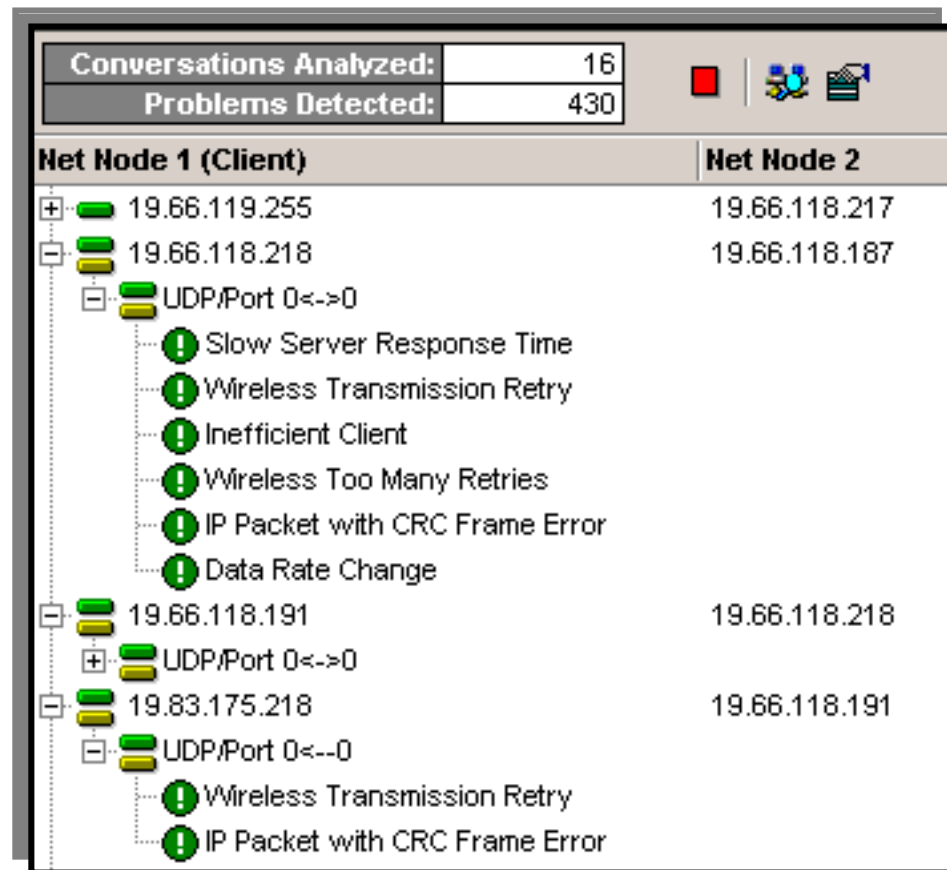 Conversations Analyzed: 16
Problems Detected: 430
Net Node 1 (Client) Net Node 2
19.66.119.255 19.66.118.217
19.66.118.218 19.66.118.187
UDP/Port 0<->0
Slow Server Response Time
Wireless Transmission Retry
Inefficient Client
Wireless Too Many Retries
IP Packet with CRC Frame Error
Data Rate Change
19.66.118.191 19.66.118.218
UDP/Port 0<->0
19.83.175.218 19.66.118.191
UDP/Port 0<--0
Wireless Transmission Retry
IP Packet with CRC Frame Error